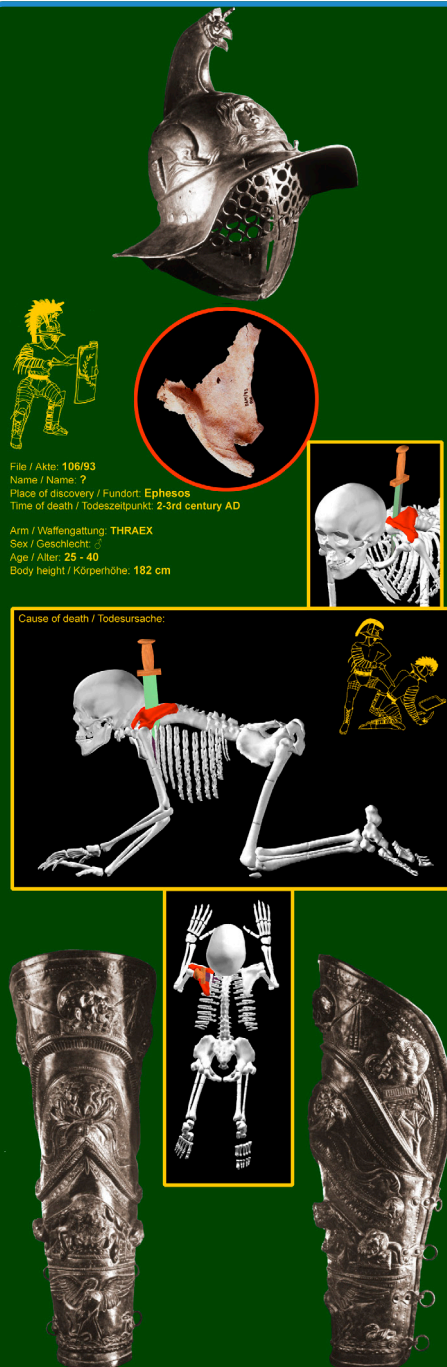 File / Akte: 106/93
Name / Name: ?
Place of discovery / Fundort: Ephesos
Time of death / Todeszeitpunkt: 2-3rd century AD
Arm / Waffengattung: THRAEX
Sex / Geschlecht: ♂
Age / Alter: 25 - 40
Body height / Körperhöhe: 182 cm
Cause of death / Todesursache: